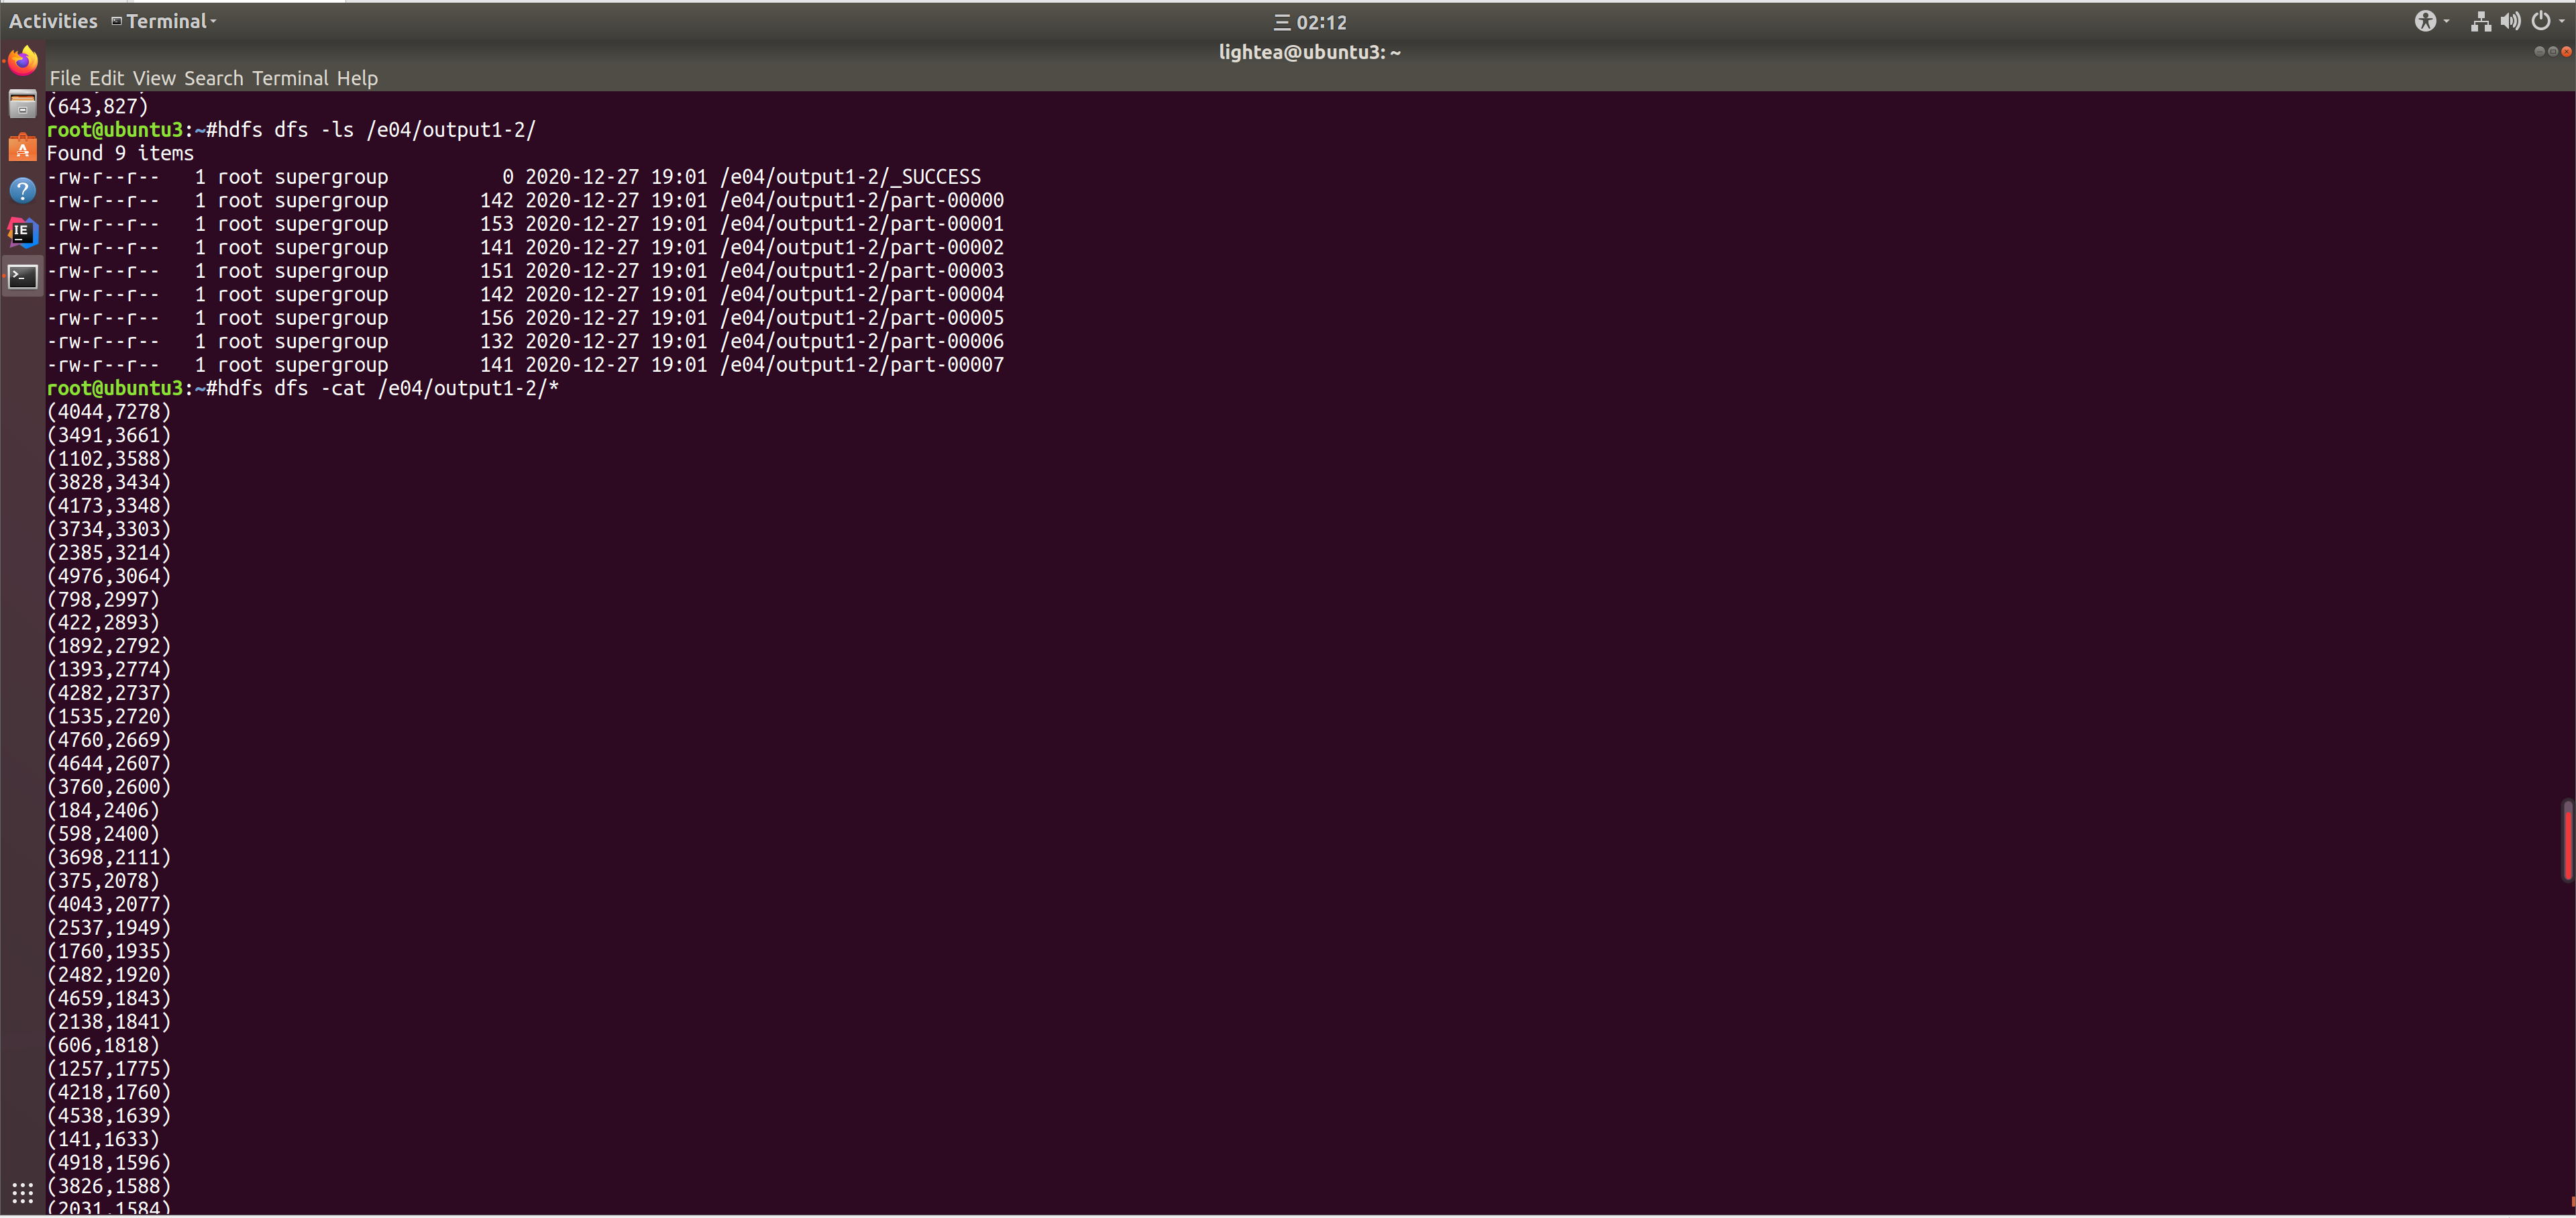 Activities Terminal
三 02:12
lightea@ubuntu3: ~
File Edit View Search Terminal Help
(643,827)
root@ubuntu3:~#hdfs dfs -ls /e04/output1-2/
Found 9 items
-rw-r--r--   1 root supergroup          0 2020-12-27 19:01 /e04/output1-2/_SUCCESS
-rw-r--r--   1 root supergroup        142 2020-12-27 19:01 /e04/output1-2/part-00000
-rw-r--r--   1 root supergroup        153 2020-12-27 19:01 /e04/output1-2/part-00001
-rw-r--r--   1 root supergroup        141 2020-12-27 19:01 /e04/output1-2/part-00002
-rw-r--r--   1 root supergroup        151 2020-12-27 19:01 /e04/output1-2/part-00003
-rw-r--r--   1 root supergroup        142 2020-12-27 19:01 /e04/output1-2/part-00004
-rw-r--r--   1 root supergroup        156 2020-12-27 19:01 /e04/output1-2/part-00005
-rw-r--r--   1 root supergroup        132 2020-12-27 19:01 /e04/output1-2/part-00006
-rw-r--r--   1 root supergroup        141 2020-12-27 19:01 /e04/output1-2/part-00007
root@ubuntu3:~#hdfs dfs -cat /e04/output1-2/*
(4044,7278)
(3491,3661)
(1102,3588)
(3828,3434)
(4173,3348)
(3734,3303)
(2385,3214)
(4976,3064)
(798,2997)
(422,2893)
(1892,2792)
(1393,2774)
(4282,2737)
(1535,2720)
(4760,2669)
(4644,2607)
(3760,2600)
(184,2406)
(598,2400)
(3698,2111)
(375,2078)
(4043,2077)
(2537,1949)
(1760,1935)
(2482,1920)
(4659,1843)
(2138,1841)
(606,1818)
(1257,1775)
(4218,1760)
(4538,1639)
(141,1633)
(4918,1596)
(3826,1588)
(2031,1584)